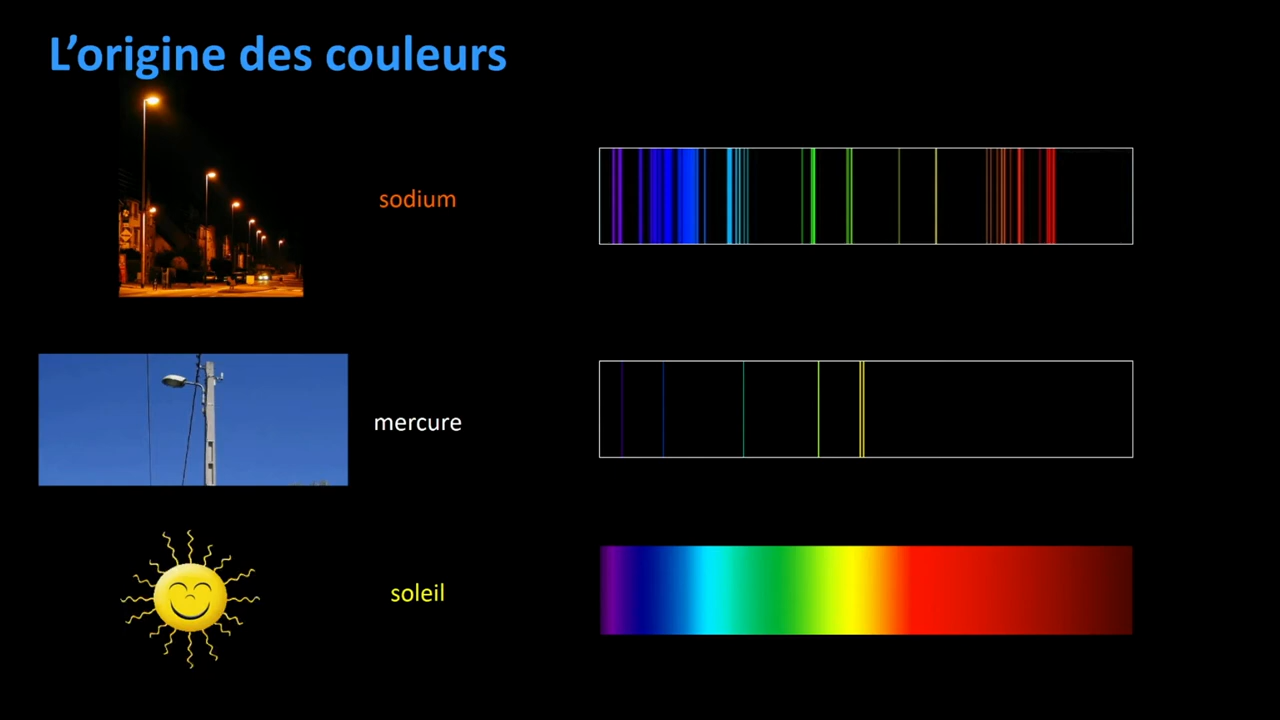 L’origine des couleurs
sodium
mercure
soleil